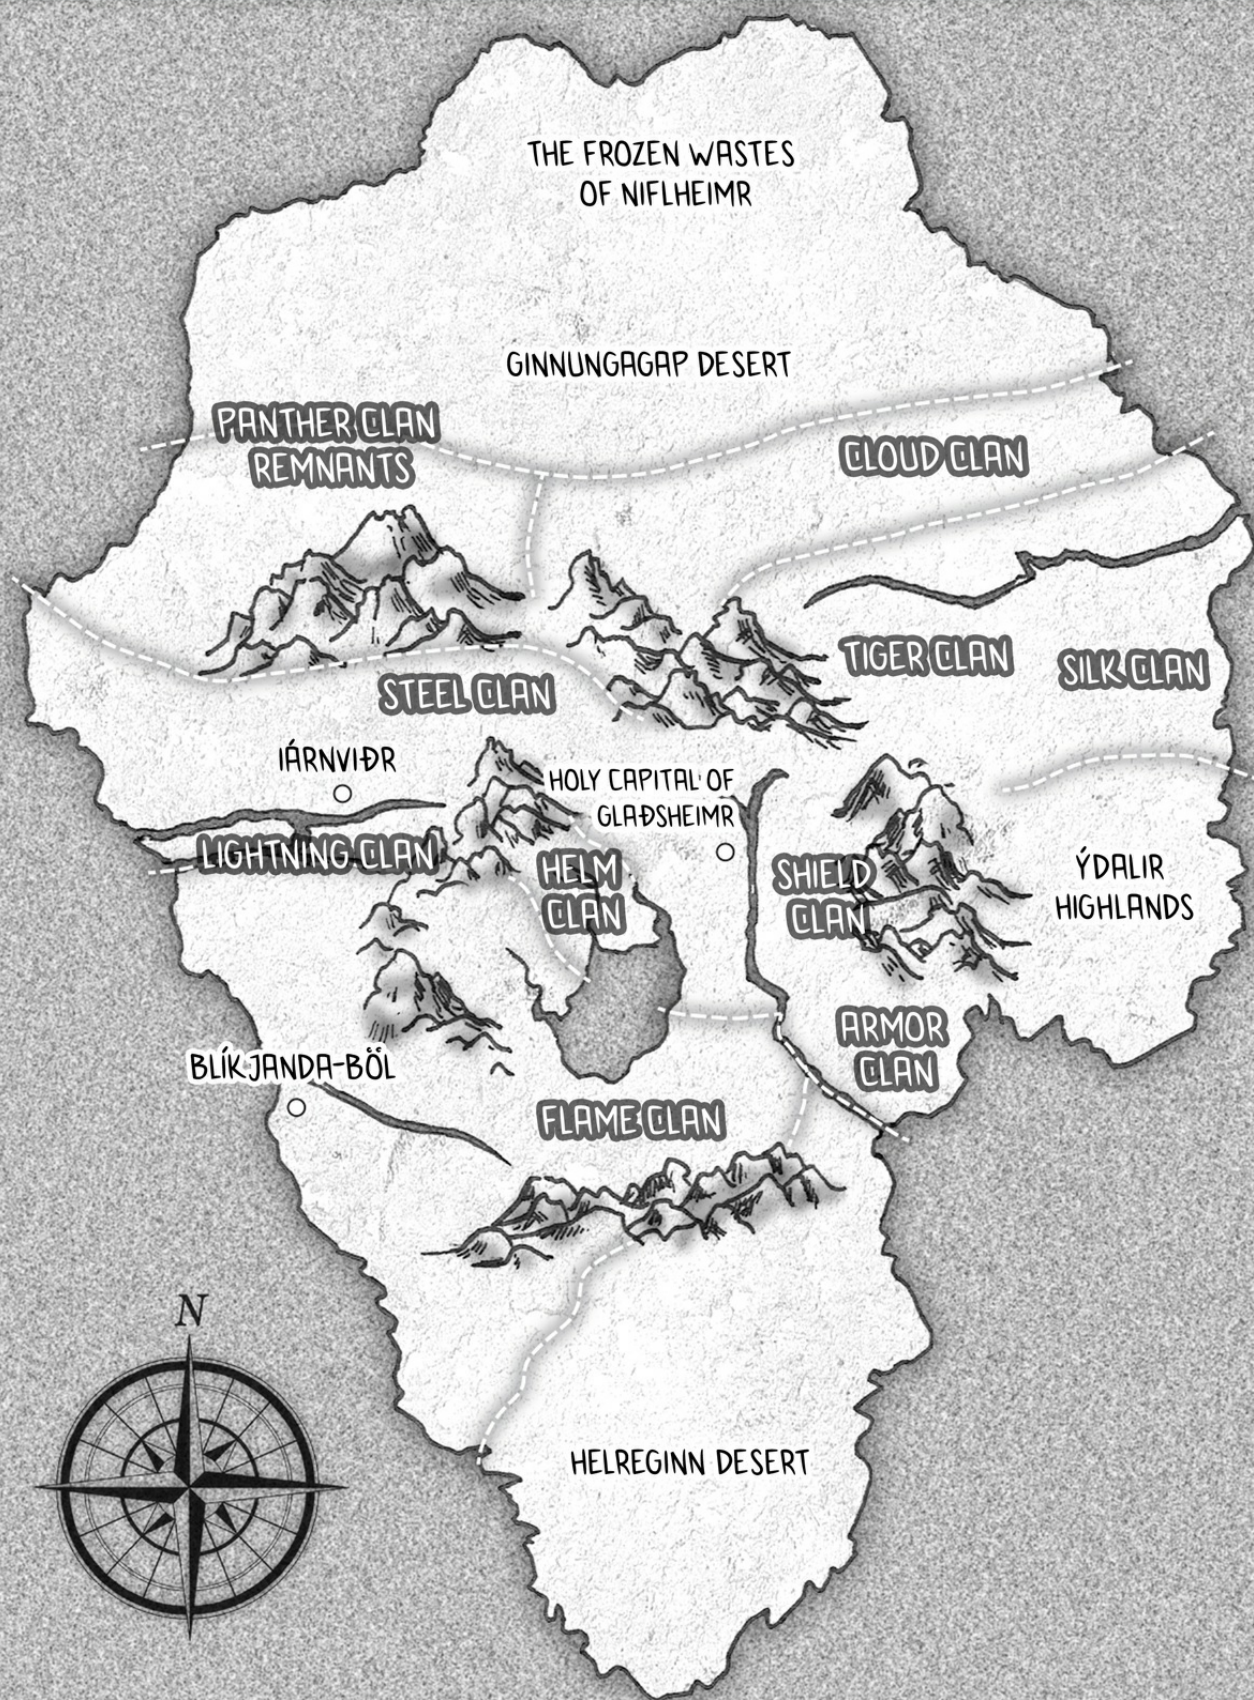 THE FROZEN WASTES
OF NIFLHEIMR
GINNUNGAGAP DESERT
PANTHER CLAN
REMNANTS
CLOUD CLAN
TIGER CLAN
SILK CLAN
STEEL CLAN
IÁRNVIÐR
HOLY CAPITAL OF
GLAÐSHEIMR
LIGHTNING CLAN
HELM
CLAN
SHIELD
CLAN
ÝDALIR
HIGHLANDS
ARMOR
CLAN
BLÍKJANDA-BÖL
FLAME CLAN
N
HELREGINN DESERT